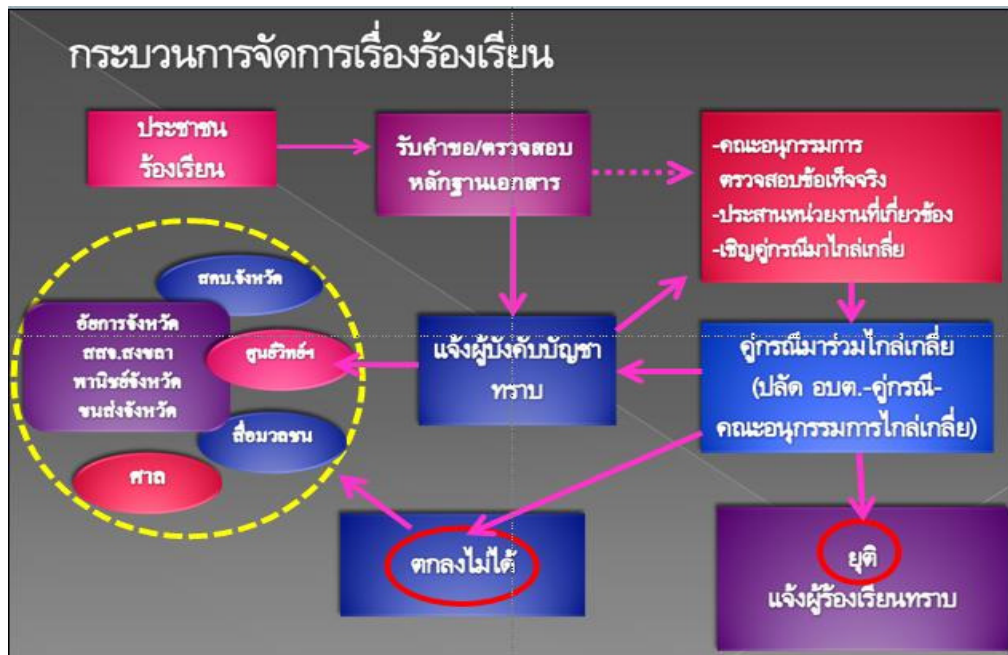 กระบวนการจัดการเรื่องร้องเรียน
ประชาชน
ร้องเรียน
รับคำขอ/ตรวจสอบ
หลักฐานเอกสาร
-คณะอนุกรรมการ
ตรวจสอบข้อเท็จจริง
-ประสานหน่วยงานที่เกี่ยวข้อง
-เชิญคู่กรณีมาไกล่เกลี่ย
สคบ.จังหวัด
อัยการจังหวัด
สสจ.สงขลา
พานิชย์จังหวัด
ขนส่งจังหวัด
ศูนย์วิทย์ฯ
สื่อมวลชน
ศาล
แจ้งผู้บังคับบัญชา
ทราบ
คู่กรณีมาร่วมไกล่เกลี่ย
(ปลัด อบต.-คู่กรณี-
คณะอนุกรรมการไกล่เกลี่ย)
ตกลงไม่ได้
ยุติ
แจ้งผู้ร้องเรียนทราบ